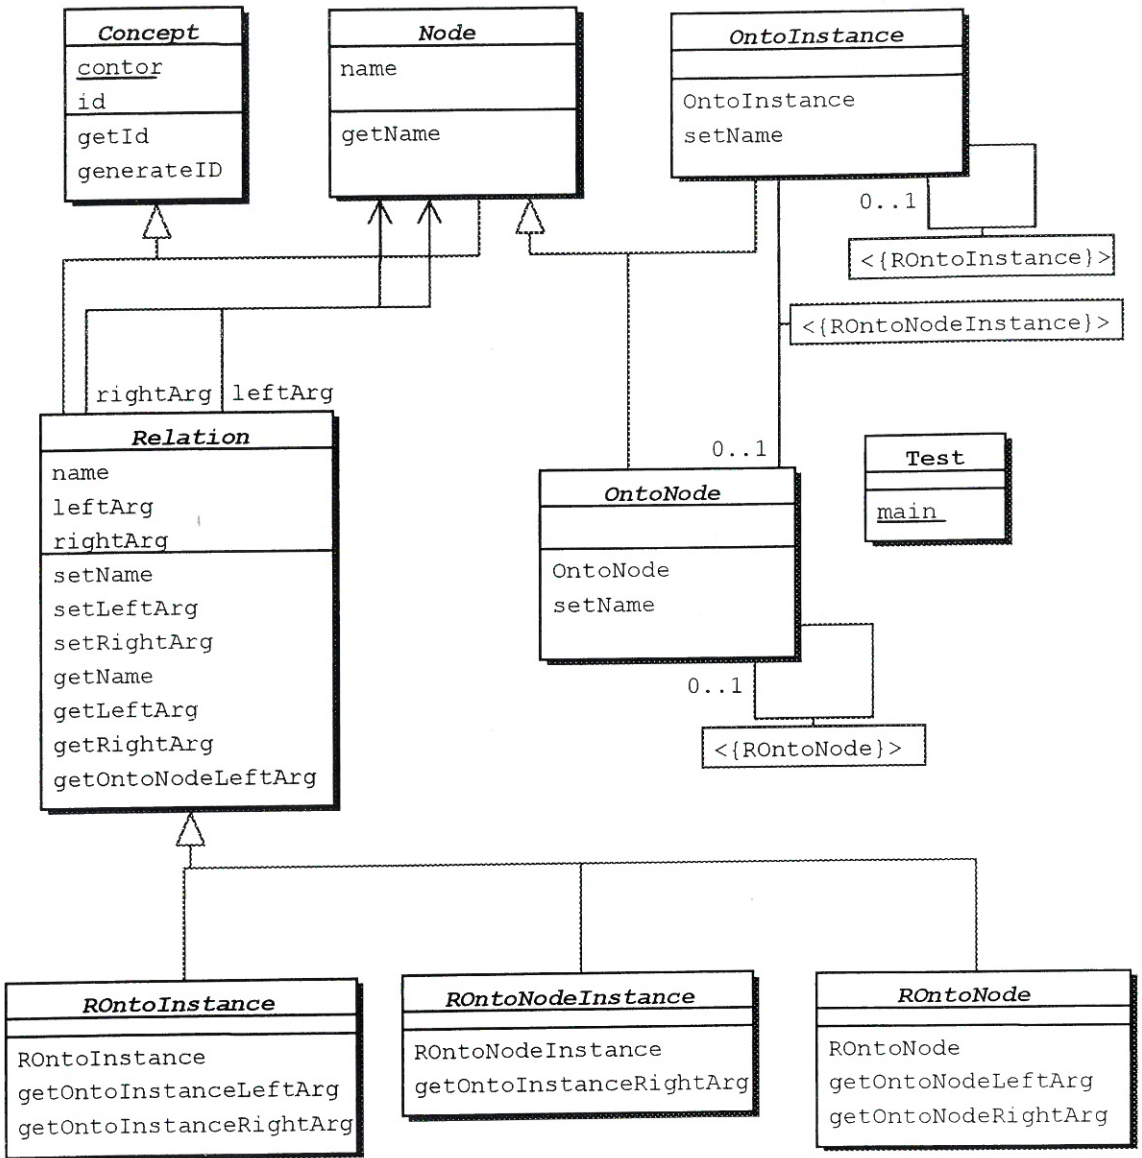 Concept
contor
id
getId
generateID
Node
name
getName
OntoInstance
OntoInstance
setName
0..1
<{ROntoInstance}>
<{ROntoNodeInstance}>
rightArg
leftArg
Relation
name
leftArg
rightArg
setName
setLeftArg
setRightArg
getName
getLeftArg
getRightArg
getOntoNodeLeftArg
0..1
OntoNode
OntoNode
setName
0..1
<{ROntoNode}>
Test
main
ROntoInstance
ROntoInstance
getOntoInstanceLeftArg
getOntoInstanceRightArg
ROntoNodeInstance
ROntoNodeInstance
getOntoInstanceRightArg
ROntoNode
ROntoNode
getOntoNodeLeftArg
getOntoNodeRightArg